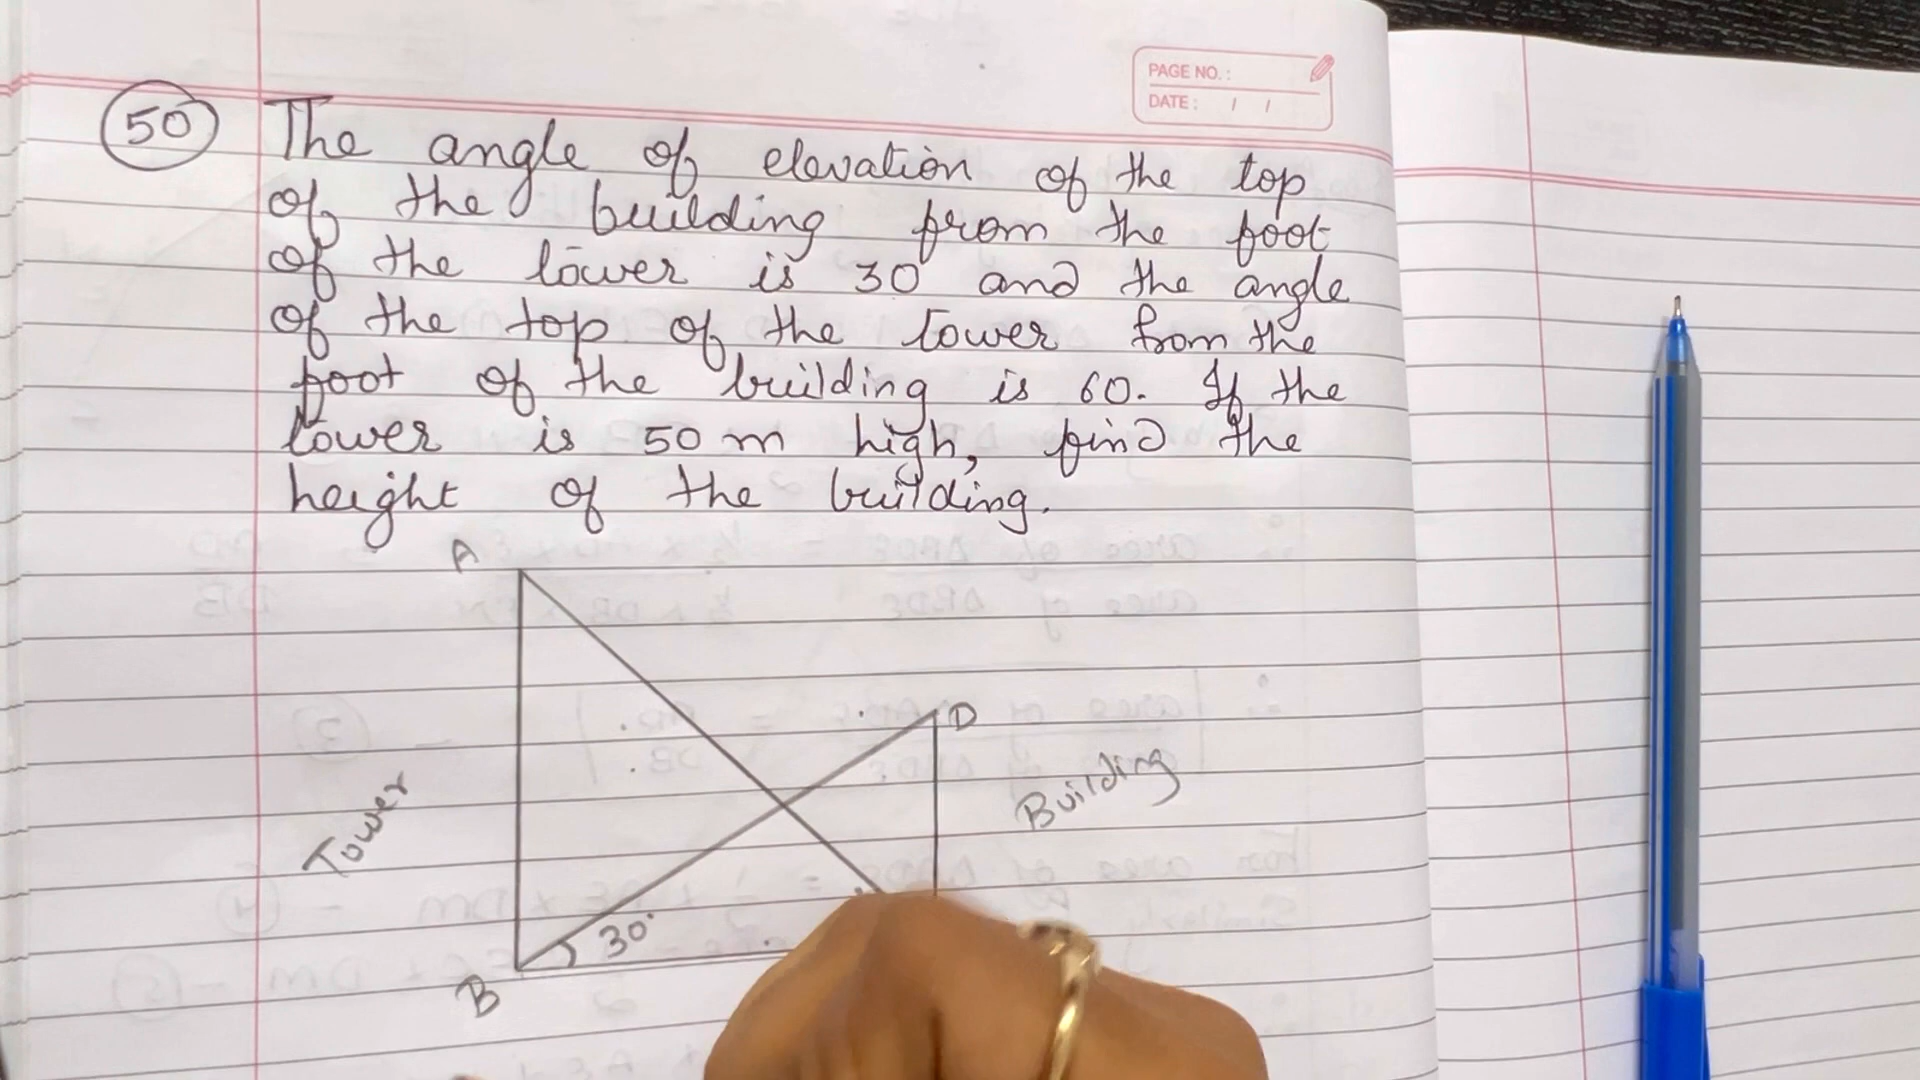 PAGE NO. :
DATE : / /
50 The angle of elevation of the top
of the building from the foot
of the tower is 30 and the angle
of the top of the tower from the
foot of the building is 60. If the
tower is 50 m high, find the
height of the building.
A
D
Tower
Building
30°
B